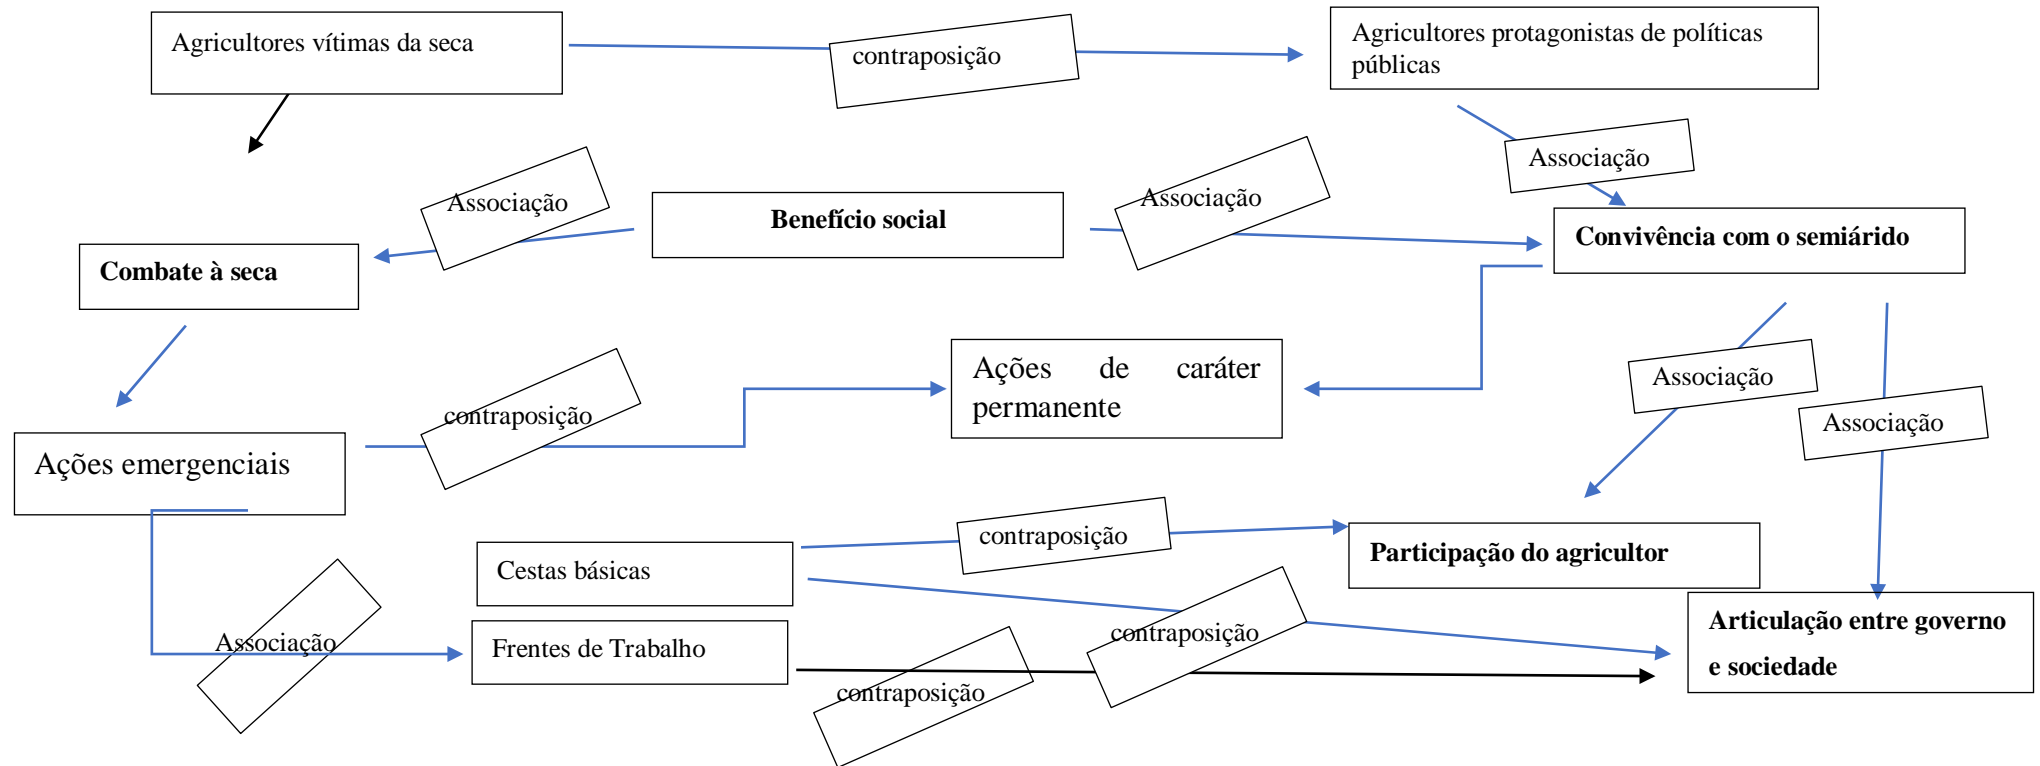 Agricultores vítimas da seca
contraposição
Agricultores protagonistas de políticas
públicas
Associação
Associação
Benefício social
Associação
Convivência com o semiárido
Combate à seca
Ações de caráter
permanente
Associação
contraposição
Associação
Ações emergenciais
contraposição
Participação do agricultor
Cestas básicas
Associação
Frentes de Trabalho
contraposição
contraposição
Articulação entre governo
e sociedade